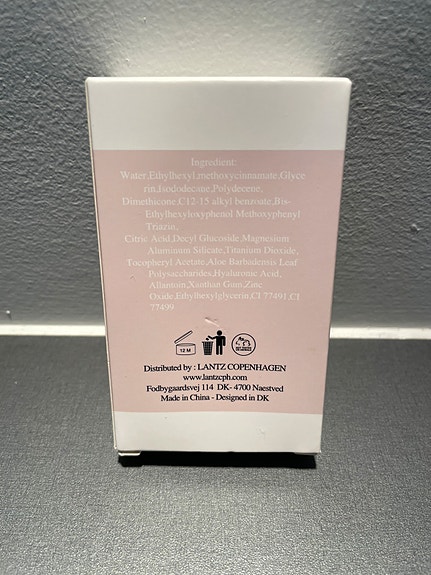 Ingredient:
Water,Ethylhexyl,methoxycinnamate,Glyce
rin,Isododecane,Polydecene,
Dimethicone,C12-15 alkyl benzoate,Bis-
Ethylhexyloxyphenol Methoxyphenyl
Triazin,
Citric Acid,Decyl Glucoside,Magnesium
Aluminum Silicate,Titanium Dioxide,
Tocopheryl Acetate,Aloe Barbadensis Leaf
Polysaccharides,Hyaluronic Acid,
Allantoin,Xanthan Gum,Zinc
Oxide,Ethylhexylglycerin,CI 77491,CI
77499
12 M
Distributed by : LANTZ COPENHAGEN
www.lantzcph.com
Fodbygaardsvej 114 DK- 4700 Naestved
Made in China - Designed in DK